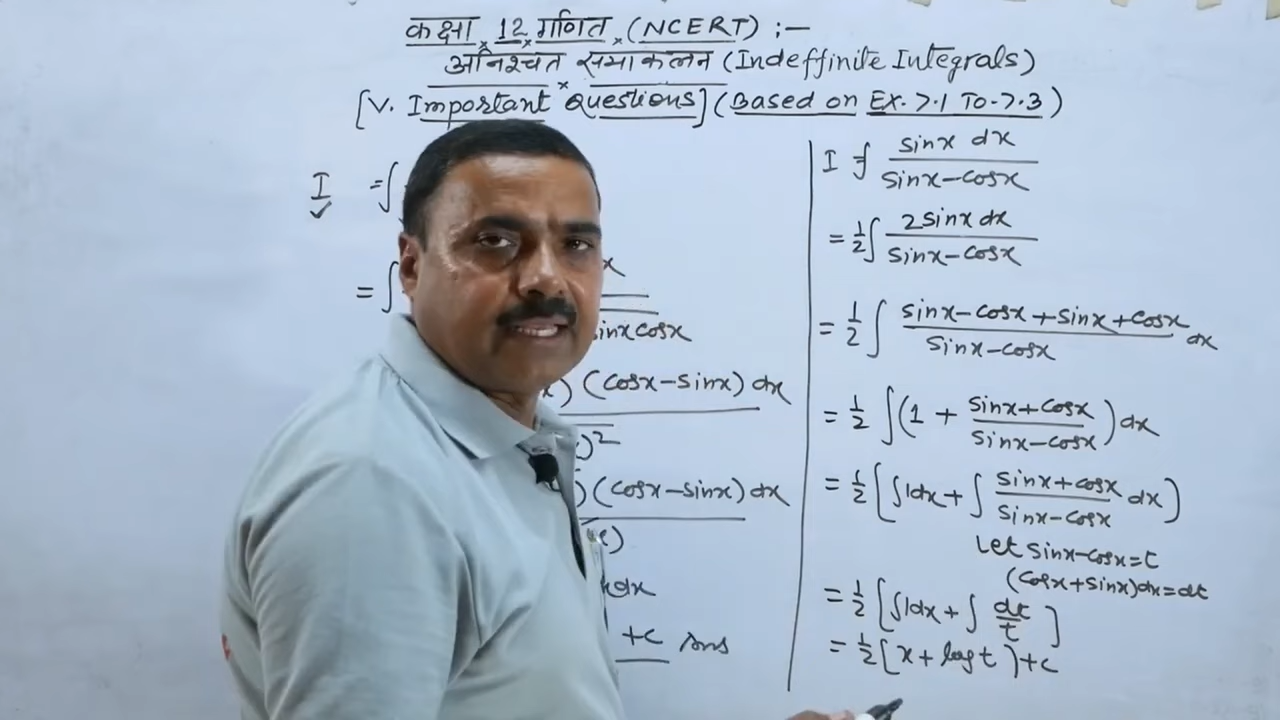 कक्षा 12 गणित (NCERT) :-
अनिश्चत समाकलन (Indeffinite Integrals)
[V. Important Questions] (Based on Ex. 7.1 To 7.3)
I = ∫
= ∫
sinx cosx
) (cosx-sinx) dx
)²
) (cosx-sinx) dx
dx
+c Ans
I = ∫ sinx dx / sinx-cosx
= 1/2 ∫ 2sinx dx / sinx-cosx
= 1/2 ∫ sinx-cosx+sinx+cosx / sinx-cosx dx
= 1/2 ∫ (1 + sinx+cosx / sinx-cosx) dx
= 1/2 [∫1dx + ∫ sinx+cosx / sinx-cosx dx]
Let sinx-cosx=t
(cosx+sinx)dx=dt
= 1/2 [∫1dx + ∫ dt/t]
= 1/2 [x + log t] +c